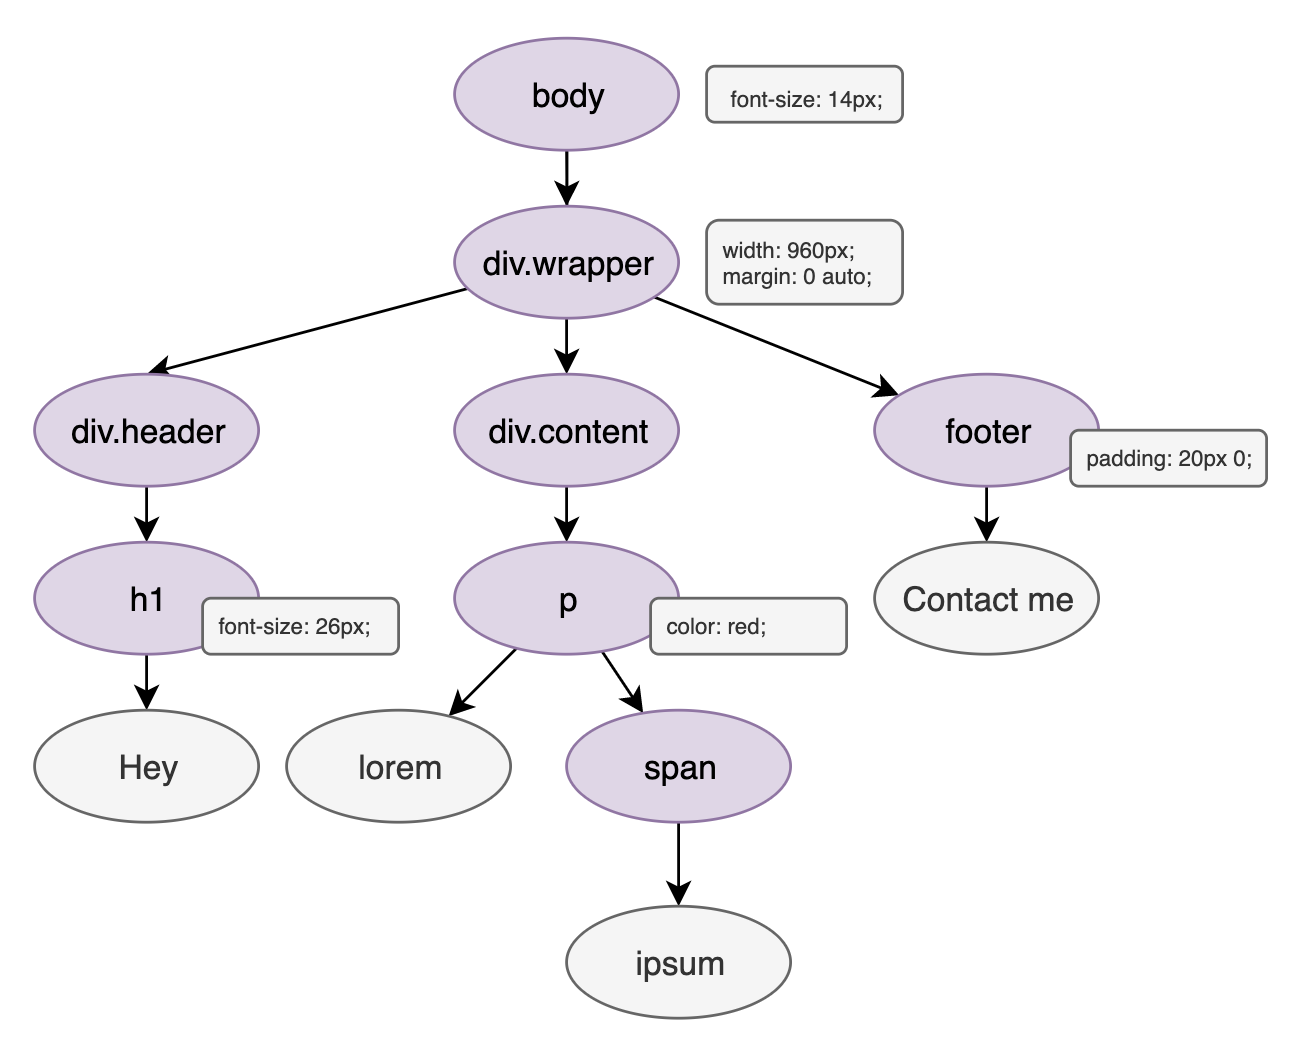 body
font-size: 14px;
div.wrapper
width: 960px;
margin: 0 auto;
div.header
div.content
footer
padding: 20px 0;
h1
font-size: 26px;
p
color: red;
Contact me
Hey
lorem
span
ipsum